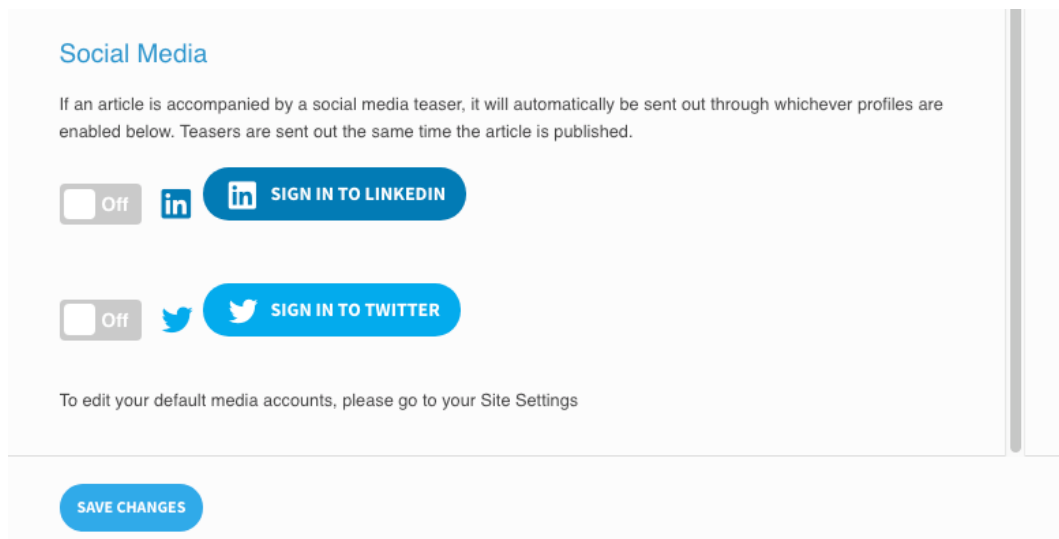 Social Media
If an article is accompanied by a social media teaser, it will automatically be sent out through whichever profiles are
enabled below. Teasers are sent out the same time the article is published.
Off in in SIGN IN TO LINKEDIN
Off SIGN IN TO TWITTER
To edit your default media accounts, please go to your Site Settings
SAVE CHANGES